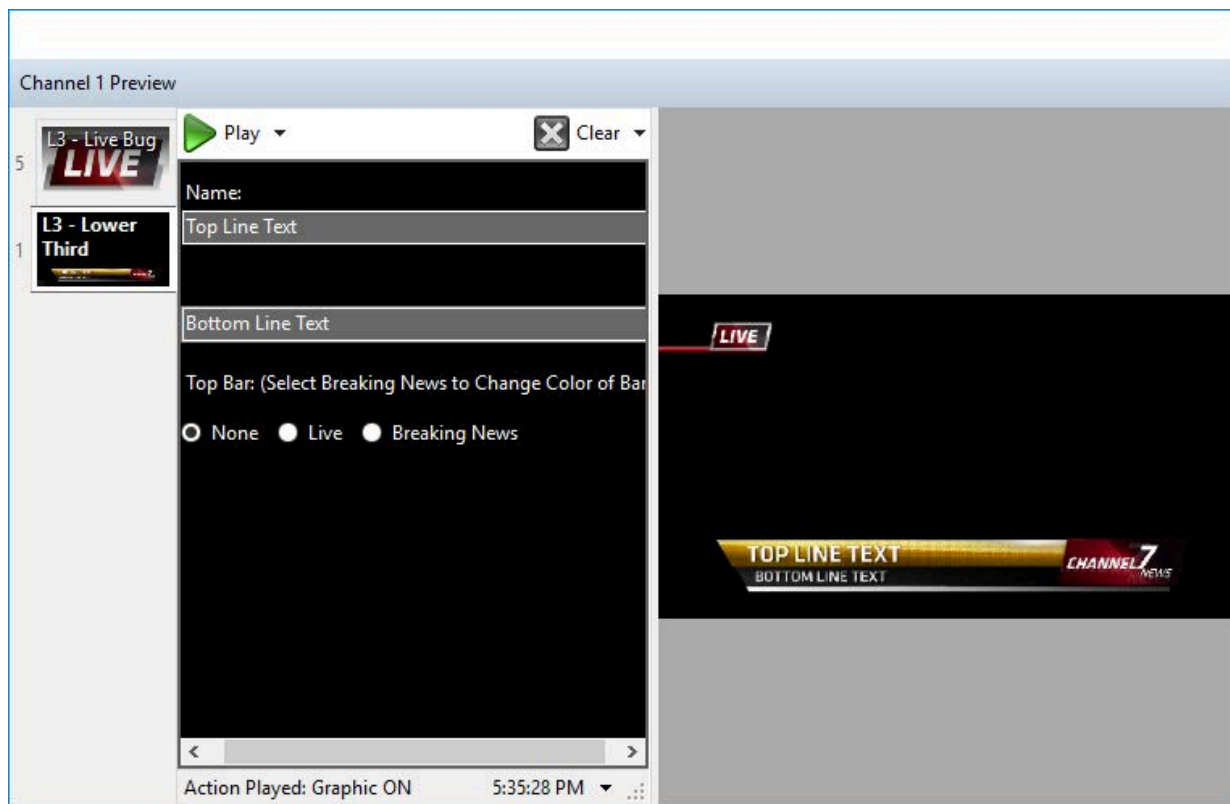 Channel 1 Preview
5
L3 - Live Bug
LIVE
1
L3 - Lower
Third
Play
Clear
Name:
Top Line Text
Bottom Line Text
Top Bar: (Select Breaking News to Change Color of Bar
None Live Breaking News
Action Played: Graphic ON 5:35:28 PM
LIVE
TOP LINE TEXT
BOTTOM LINE TEXT
CHANNEL 7
NEWS